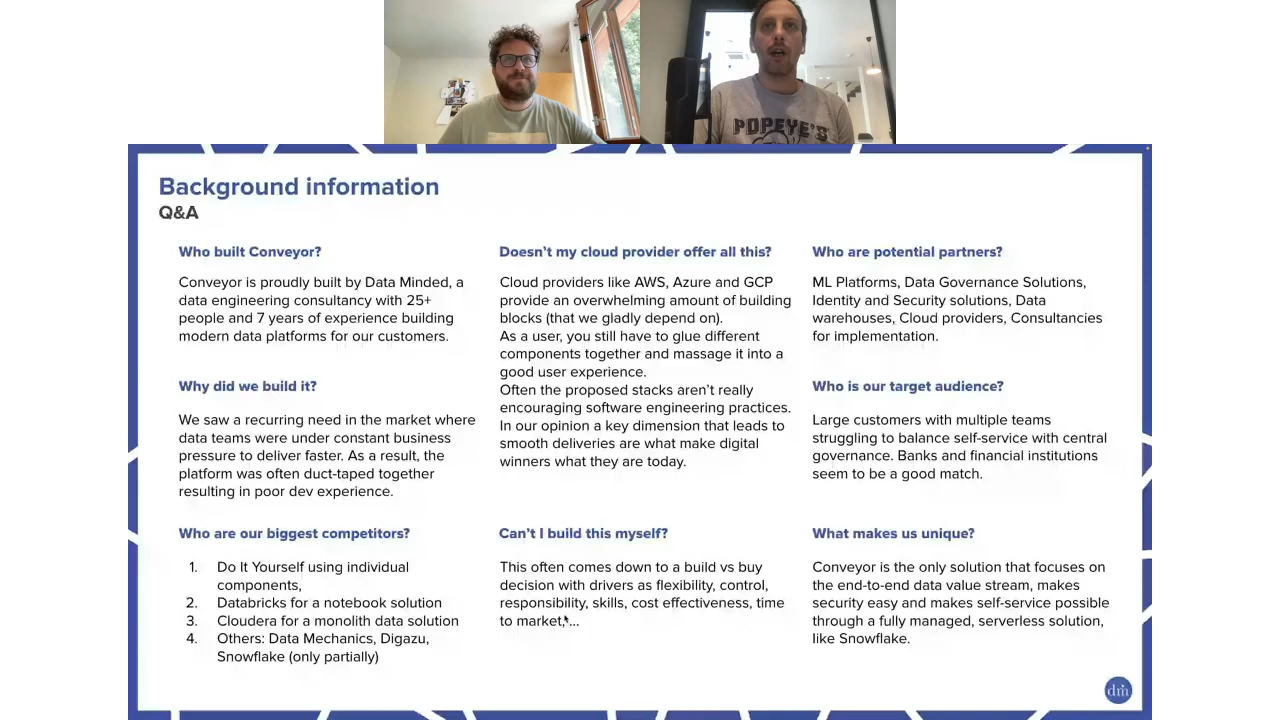 POPEYE'S
Background information
Q&A
Who built Conveyor?
Conveyor is proudly built by Data Minded, a
data engineering consultancy with 25+
people and 7 years of experience building
modern data platforms for our customers.
Why did we build it?
We saw a recurring need in the market where
data teams were under constant business
pressure to deliver faster. As a result, the
platform was often duct-taped together
resulting in poor dev experience.
Who are our biggest competitors?
1. Do It Yourself using individual
components,
2. Databricks for a notebook solution
3. Cloudera for a monolith data solution
4. Others: Data Mechanics, Digazu,
Snowflake (only partially)
Doesn't my cloud provider offer all this?
Cloud providers like AWS, Azure and GCP
provide an overwhelming amount of building
blocks (that we gladly depend on).
As a user, you still have to glue different
components together and massage it into a
good user experience.
Often the proposed stacks aren't really
encouraging software engineering practices.
In our opinion a key dimension that leads to
smooth deliveries are what make digital
winners what they are today.
Can't I build this myself?
This often comes down to a build vs buy
decision with drivers as flexibility, control,
responsibility, skills, cost effectiveness, time
to market,...
Who are potential partners?
ML Platforms, Data Governance Solutions,
Identity and Security solutions, Data
warehouses, Cloud providers, Consultancies
for implementation.
Who is our target audience?
Large customers with multiple teams
struggling to balance self-service with central
governance. Banks and financial institutions
seem to be a good match.
What makes us unique?
Conveyor is the only solution that focuses on
the end-to-end data value stream, makes
security easy and makes self-service possible
through a fully managed, serverless solution,
like Snowflake.
dm